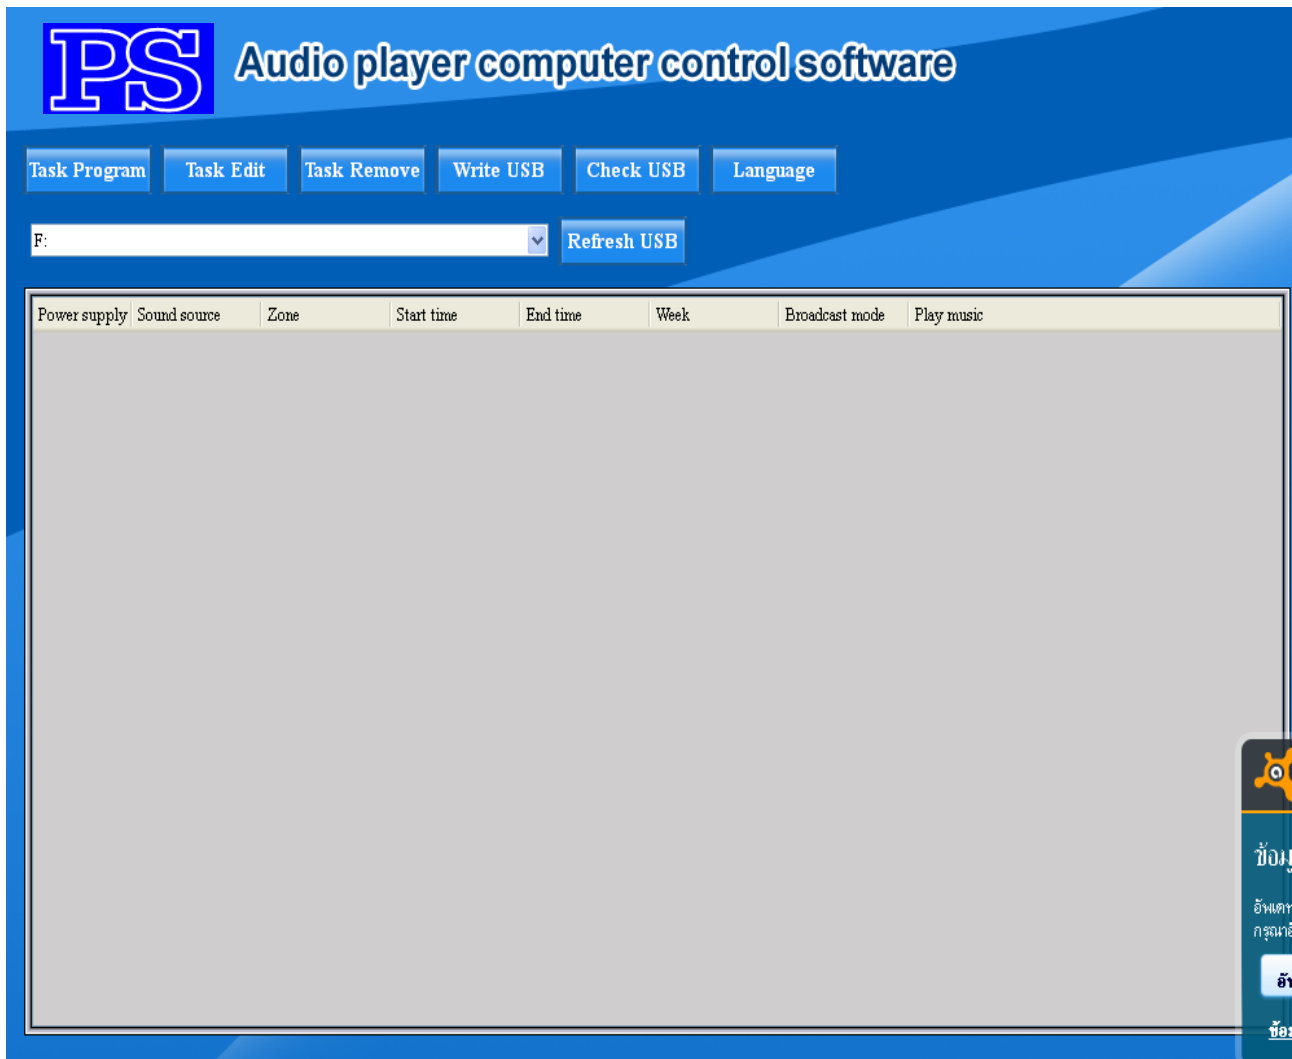 PS
Audio player computer control software
Task Program Task Edit Task Remove Write USB Check USB Language
F: Refresh USB
Power supply Sound source Zone Start time End time Week Broadcast mode Play music